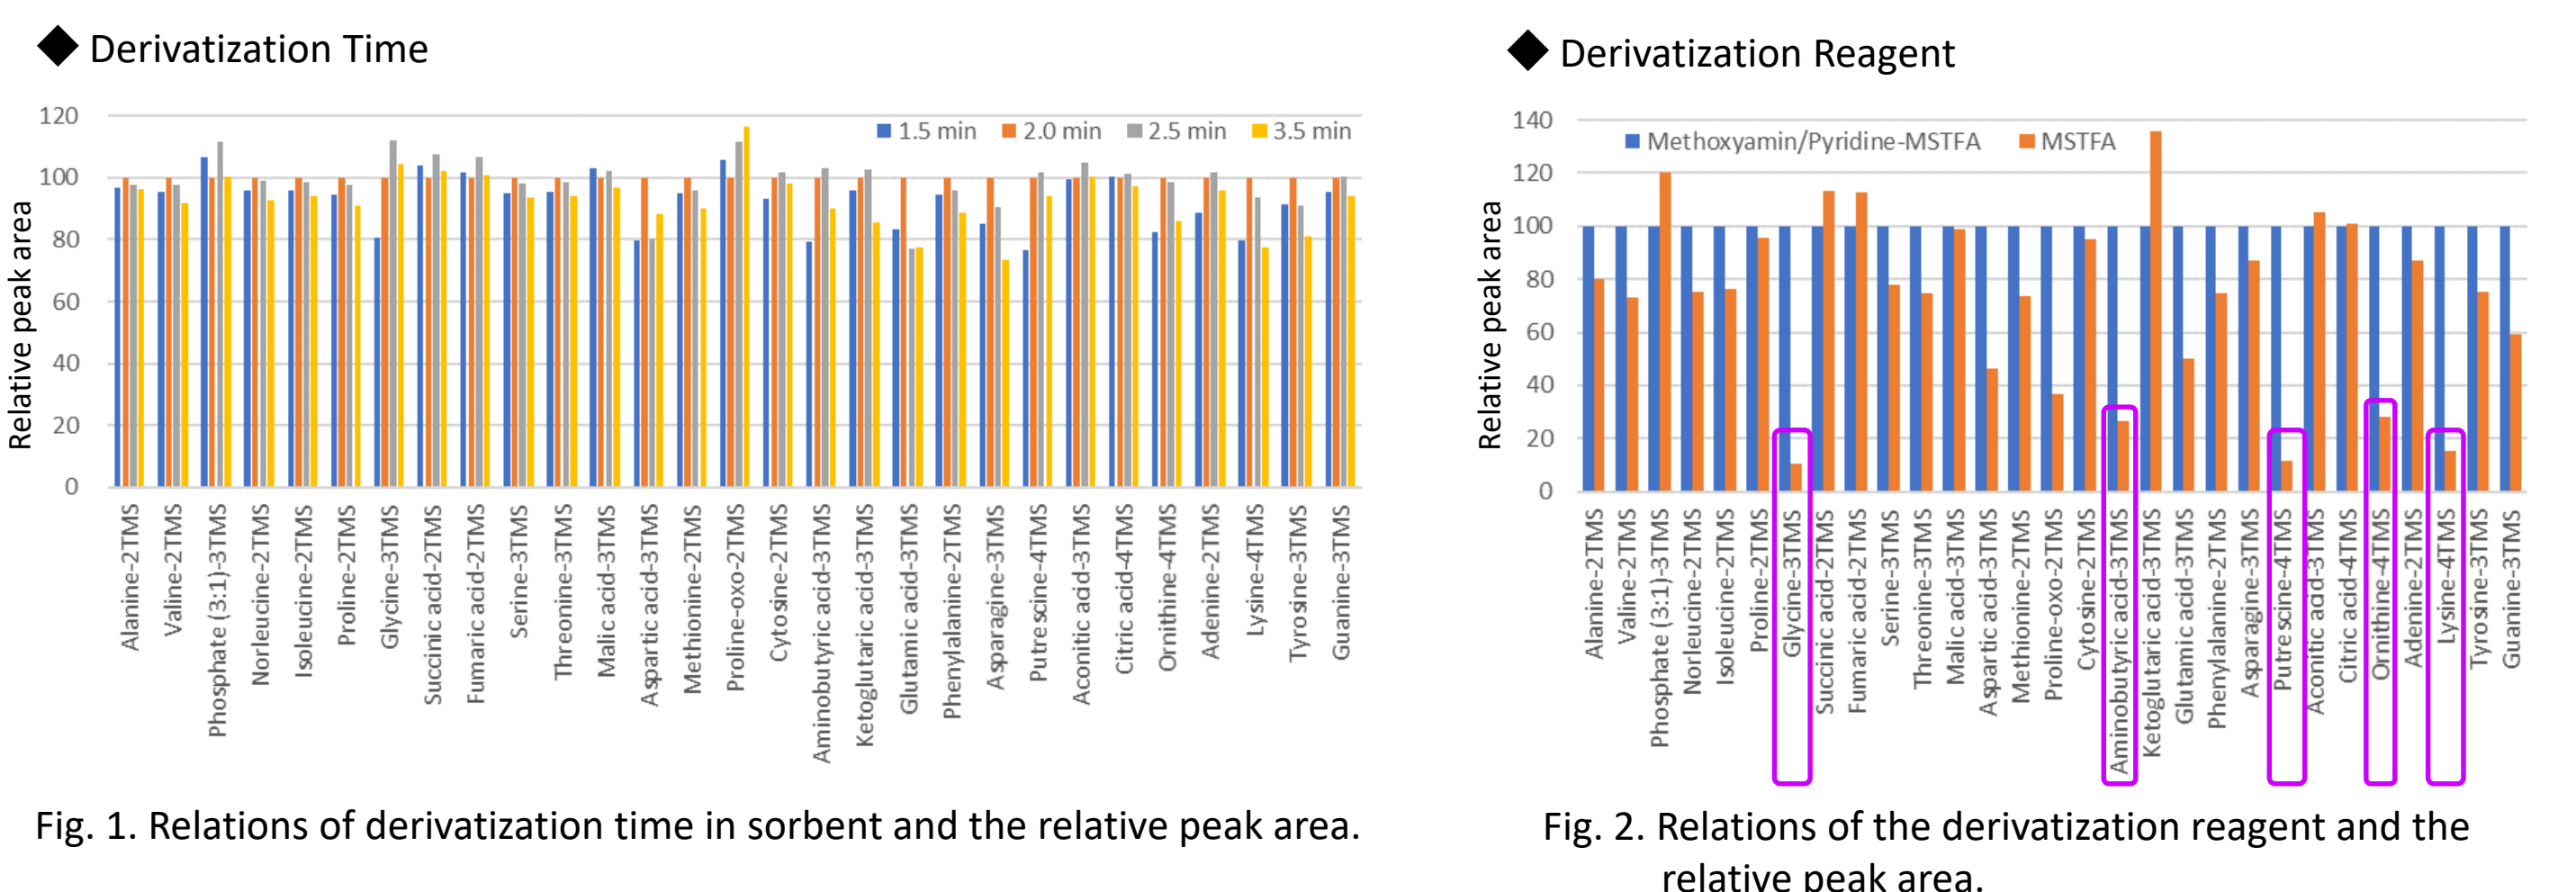 ◆ Derivatization Time
Relative peak area
120
100
80
60
40
20
0
1.5 min 2.0 min 2.5 min 3.5 min
Alanine-2TMS
Valine-2TMS
Phosphate (3:1)-3TMS
Norleucine-2TMS
Isoleucine-2TMS
Proline-2TMS
Glycine-3TMS
Succinic acid-2TMS
Fumaric acid-2TMS
Serine-3TMS
Threonine-3TMS
Malic acid-3TMS
Aspartic acid-3TMS
Methionine-2TMS
Proline-oxo-2TMS
Cytosine-2TMS
Aminobutyric acid-3TMS
Ketoglutaric acid-3TMS
Glutamic acid-3TMS
Phenylalanine-2TMS
Asparagine-3TMS
Putrescine-4TMS
Aconitic acid-3TMS
Citric acid-4TMS
Ornithine-4TMS
Adenine-2TMS
Lysine-4TMS
Tyrosine-3TMS
Guanine-3TMS
Fig. 1. Relations of derivatization time in sorbent and the relative peak area.
◆ Derivatization Reagent
Relative peak area
140
120
100
80
60
40
20
0
Methoxyamin/Pyridine-MSTFA MSTFA
Alanine-2TMS
Valine-2TMS
Phosphate (3:1)-3TMS
Norleucine-2TMS
Isoleucine-2TMS
Proline-2TMS
Glycine-3TMS
Succinic acid-2TMS
Fumaric acid-2TMS
Serine-3TMS
Threonine-3TMS
Malic acid-3TMS
Aspartic acid-3TMS
Methionine-2TMS
Proline-oxo-2TMS
Cytosine-2TMS
Aminobutyric acid-3TMS
Ketoglutaric acid-3TMS
Glutamic acid-3TMS
Phenylalanine-2TMS
Asparagine-3TMS
Putrescine-4TMS
Aconitic acid-3TMS
Citric acid-4TMS
Ornithine-4TMS
Adenine-2TMS
Lysine-4TMS
Tyrosine-3TMS
Guanine-3TMS
Fig. 2. Relations of the derivatization reagent and the
relative peak area.